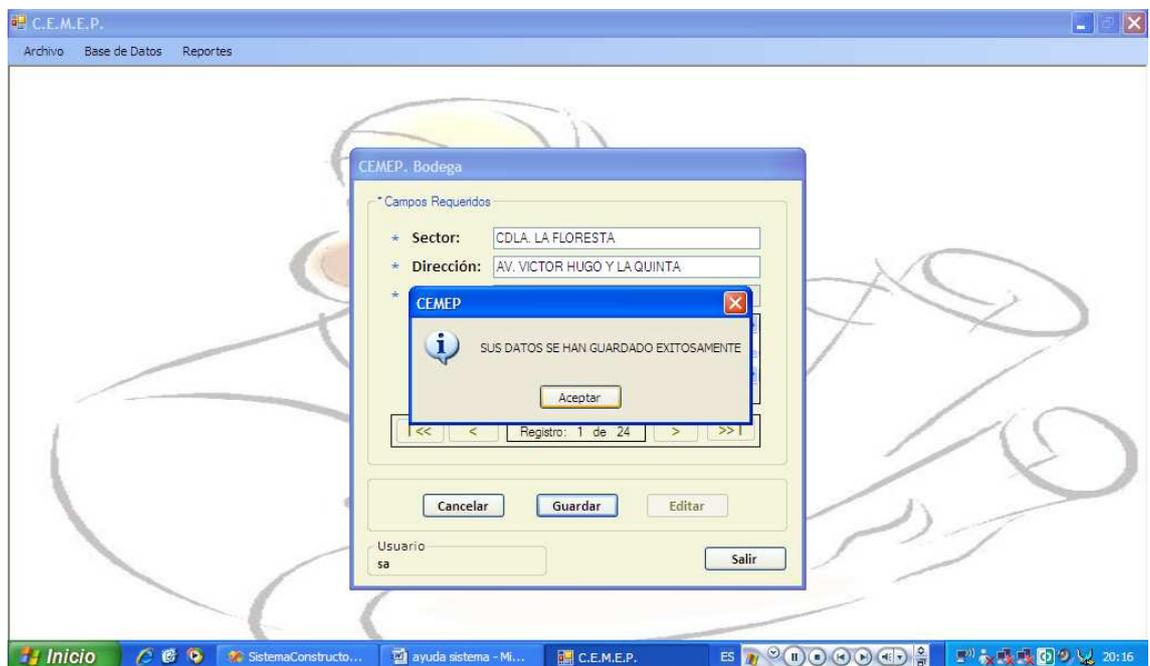 C.E.M.E.P.
Archivo Base de Datos Reportes
CEMEP. Bodega
* Campos Requeridos
* Sector: CDLA. LA FLORESTA
* Dirección: AV. VICTOR HUGO Y LA QUINTA
*
CEMEP
SUS DATOS SE HAN GUARDADO EXITOSAMENTE
Aceptar
|<< < Registro: 1 de 24 > >>|
Cancelar Guardar Editar
Usuario
sa
Salir
Inicio SistemaConstructo... ayuda sistema - Mi... C.E.M.E.P. ES 20:16